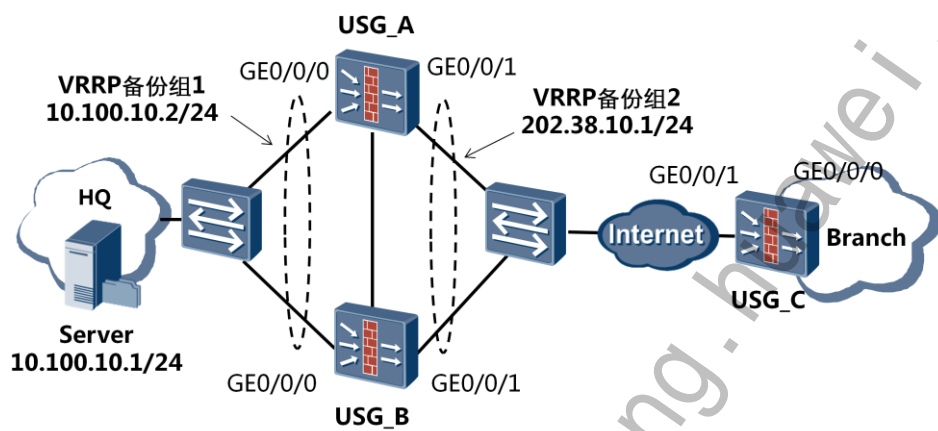 USG_A
GE0/0/0
GE0/0/1
VRRP备份组1
10.100.10.2/24
VRRP备份组2
202.38.10.1/24
HQ
GE0/0/1
GE0/0/0
Internet
Branch
USG_C
Server
10.100.10.1/24
GE0/0/0
GE0/0/1
USG_B
ng.huawei